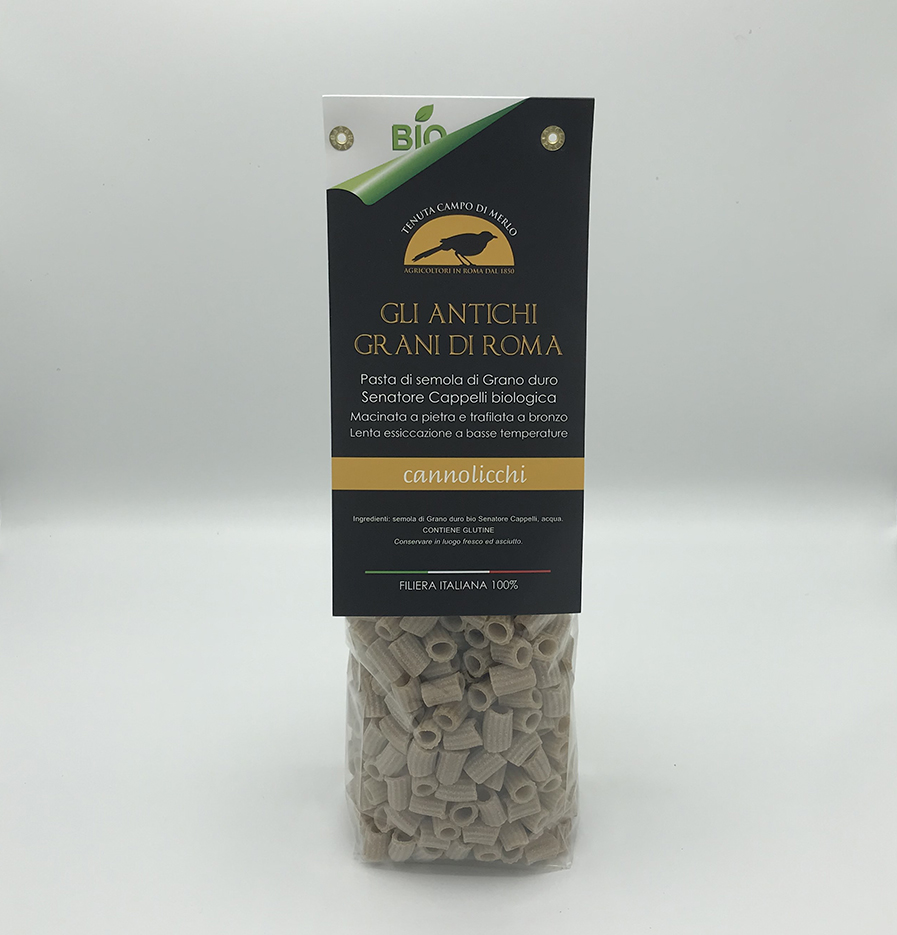 BIO
TENUTA CAMPO DI MERLO
AGRICOLTORI IN ROMA DAL 1850
GLI ANTICHI
GRANI DI ROMA
Pasta di semola di Grano duro
Senatore Cappelli biologica
Macinata a pietra e trafilata a bronzo
Lenta essiccazione a basse temperature
cannolicchi
Ingredienti: semola di Grano duro bio Senatore Cappelli, acqua.
CONTIENE GLUTINE
Conservare in luogo fresco ed asciutto.
FILIERA ITALIANA 100%